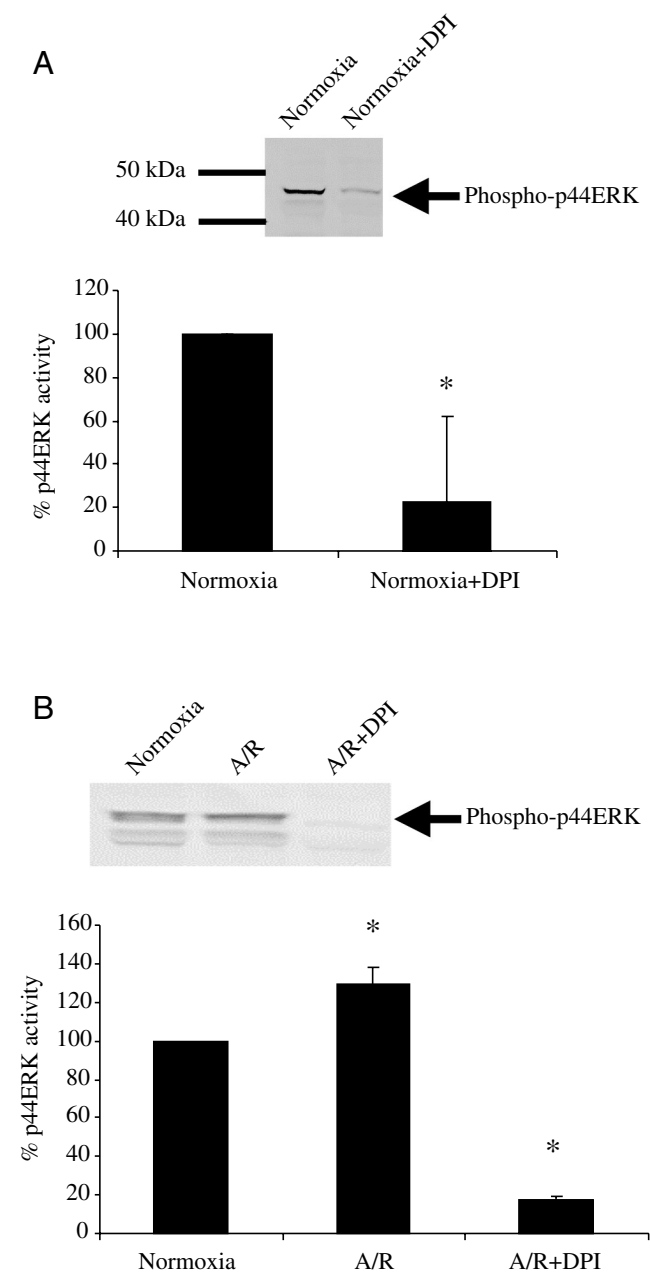 A
Normoxia
Normoxia+DPI
50 kDa
40 kDa
Phospho-p44ERK
120
100
80
60
40
20
0
% p44ERK activity
*
Normoxia
Normoxia+DPI
B
Normoxia
A/R
A/R+DPI
Phospho-p44ERK
160
140
120
100
80
60
40
20
0
% p44ERK activity
*
*
Normoxia
A/R
A/R+DPI